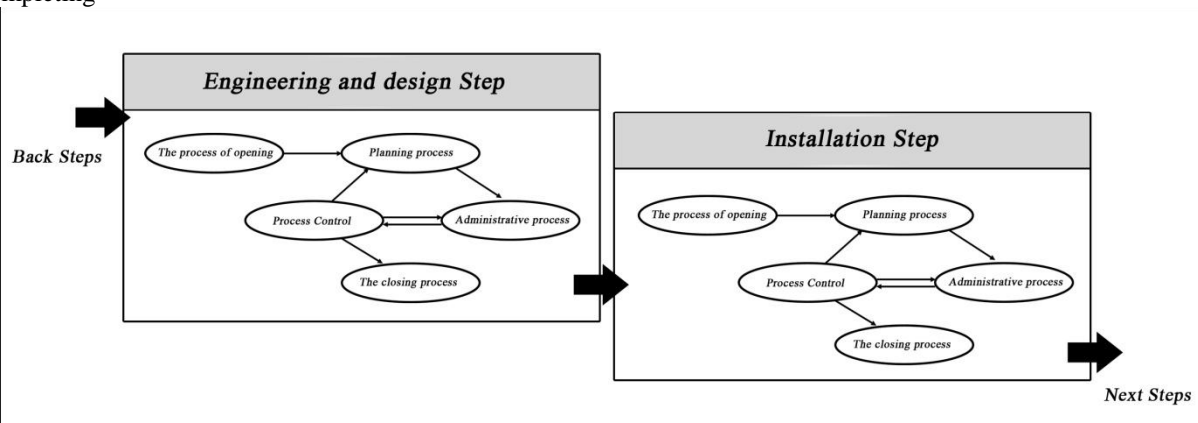 Engineering and design Step
Back Steps
The process of opening
Planning process
Process Control
Administrative process
The closing process
Installation Step
The process of opening
Planning process
Process Control
Administrative process
The closing process
Next Steps